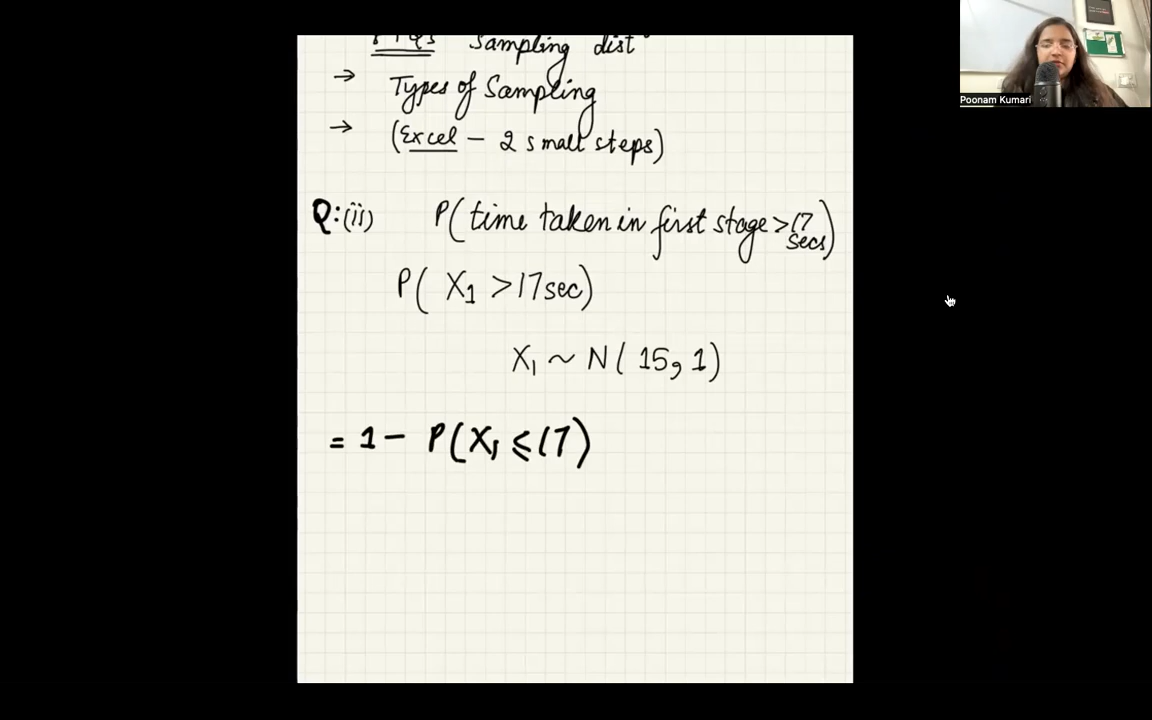 Sampling dist
→ Types of Sampling
→ (Excel – 2 small steps)
Q:(ii) P(time taken in first stage > 17 secs)
P( X₁ > 17sec)
X₁ ~ N( 15, 1)
= 1 – P(X₁ ≤ 17)
Poonam Kumari